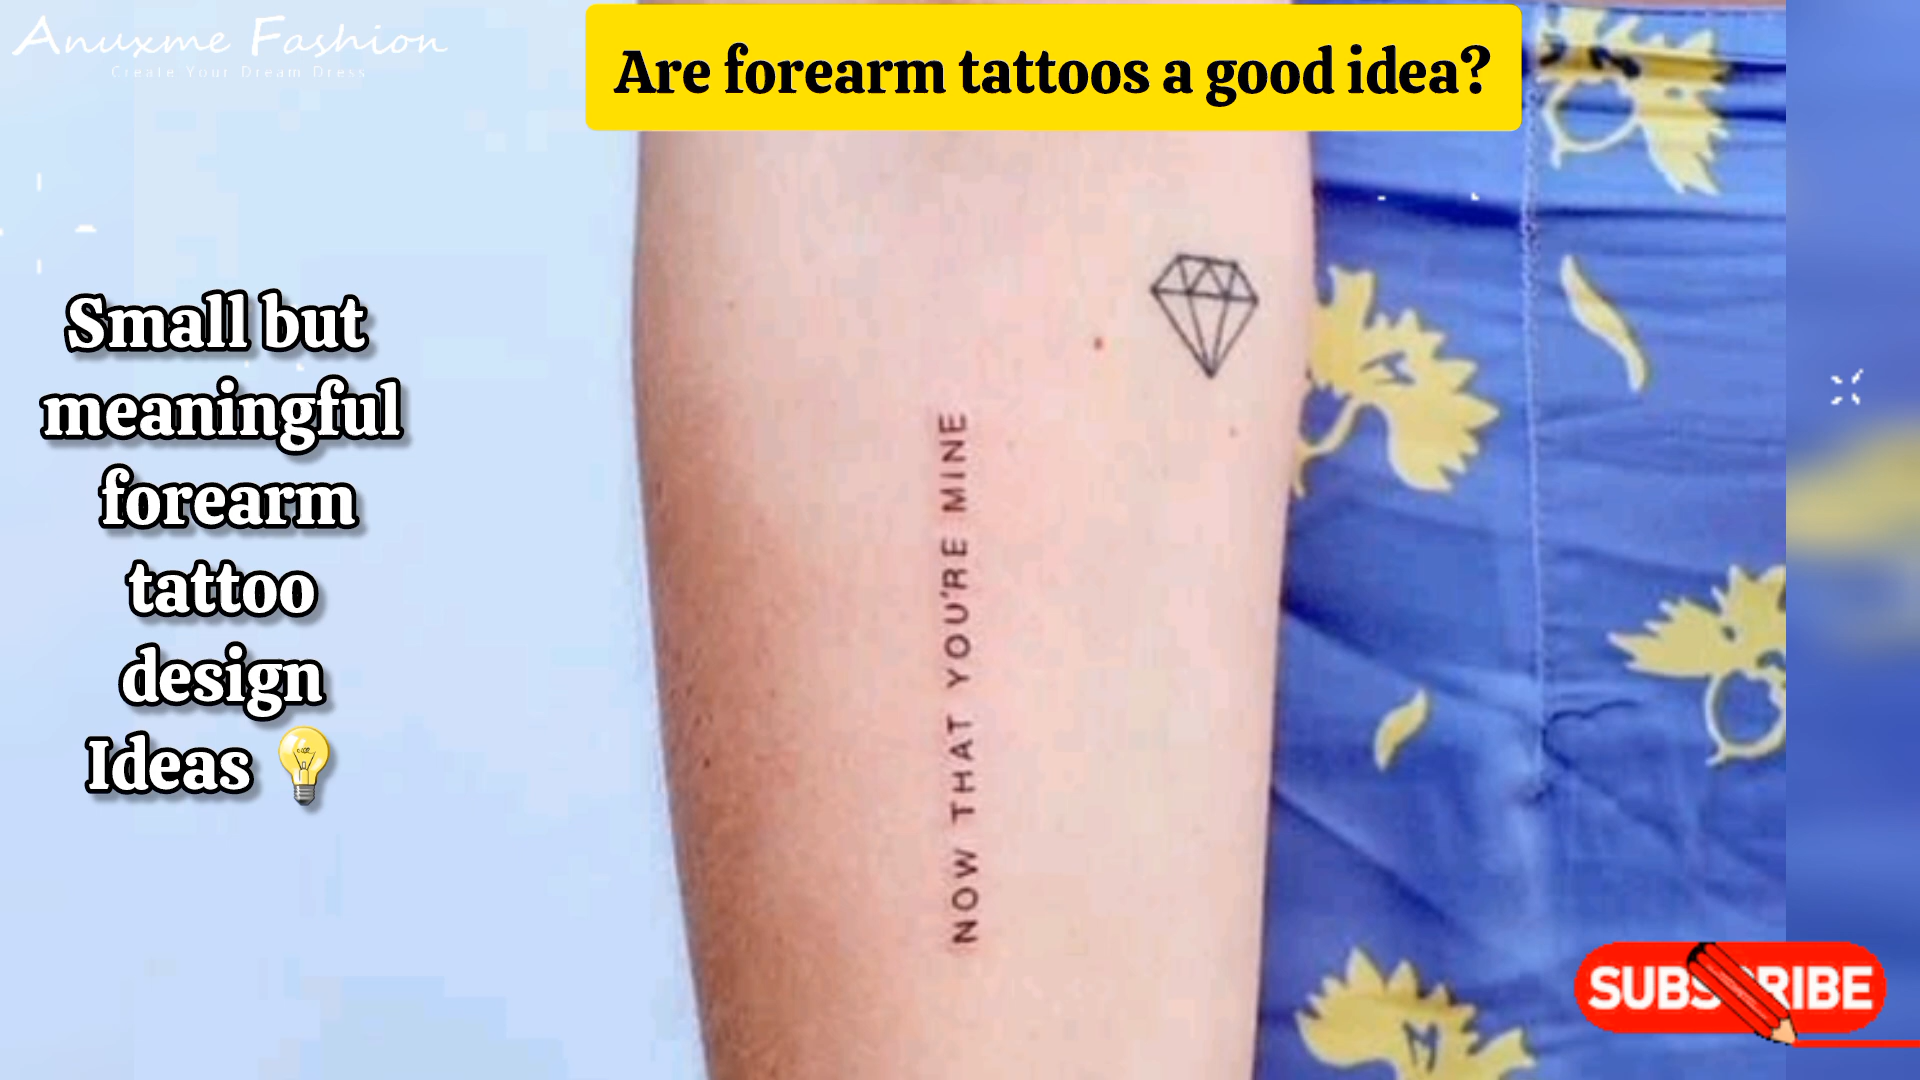 Anuxme Fashion
Create Your Dream Dress
Are forearm tattoos a good idea?
Small but
meaningful
forearm
tattoo
design
Ideas
NOW THAT YOU'RE MINE
SUBSCRIBE